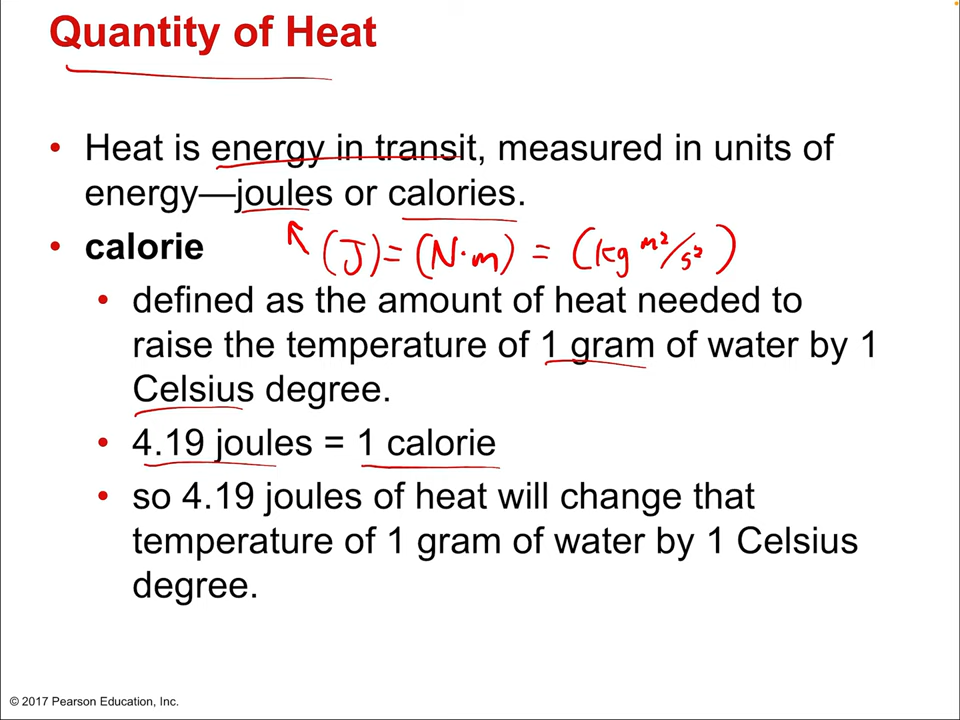 Quantity of Heat
• Heat is energy in transit, measured in units of
energy—joules or calories.
• calorie
(J) = (N·m) = (kg m²/s²)
• defined as the amount of heat needed to
raise the temperature of 1 gram of water by 1
Celsius degree.
• 4.19 joules = 1 calorie
• so 4.19 joules of heat will change that
temperature of 1 gram of water by 1 Celsius
degree.
© 2017 Pearson Education, Inc.